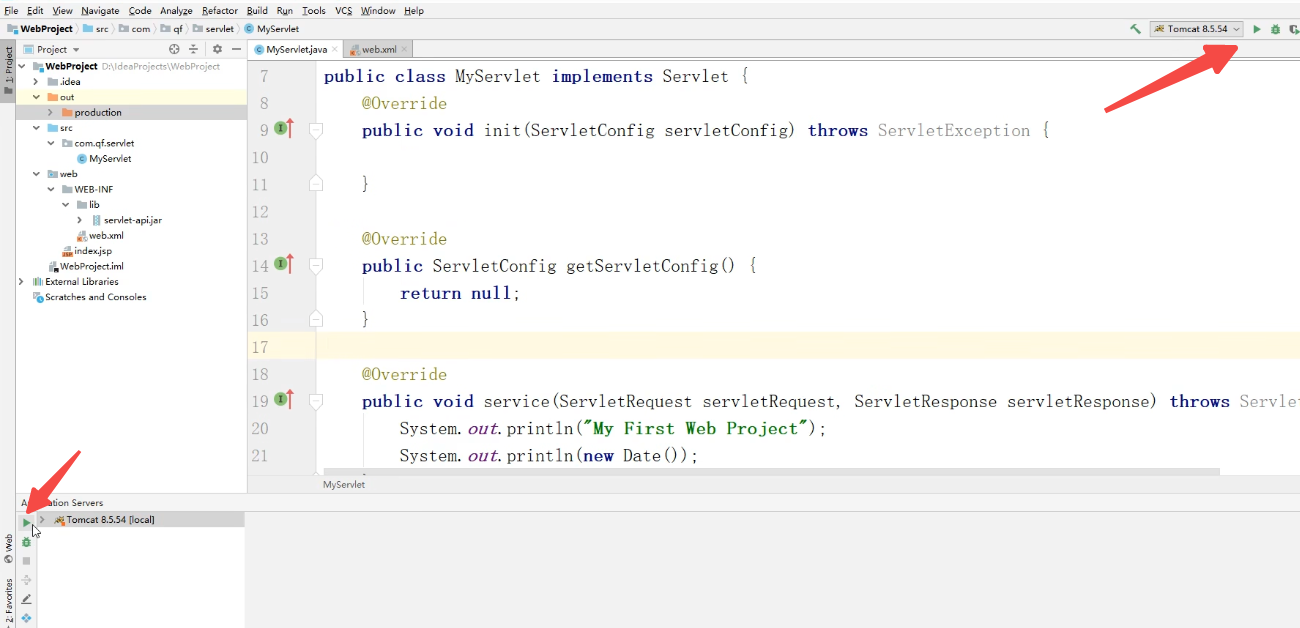 File Edit View Navigate Code Analyze Refactor Build Run Tools VCS Window Help
WebProject src com qf servlet MyServlet Tomcat 8.5.54
Project MyServlet.java web.xml
1: Project
WebProject D:\IdeaProjects\WebProject
.idea
out
production
src
com.qf.servlet
MyServlet
web
WEB-INF
lib
servlet-api.jar
web.xml
index.jsp
WebProject.iml
External Libraries
Scratches and Consoles
7 public class MyServlet implements Servlet {
8 @Override
9 public void init(ServletConfig servletConfig) throws ServletException {
10
11 }
12
13 @Override
14 public ServletConfig getServletConfig() {
15 return null;
16 }
17
18 @Override
19 public void service(ServletRequest servletRequest, ServletResponse servletResponse) throws Servlet
20 System.out.println("My First Web Project");
21 System.out.println(new Date());
MyServlet
Servers
Tomcat 8.5.54 [local]
Web
2: Favorites